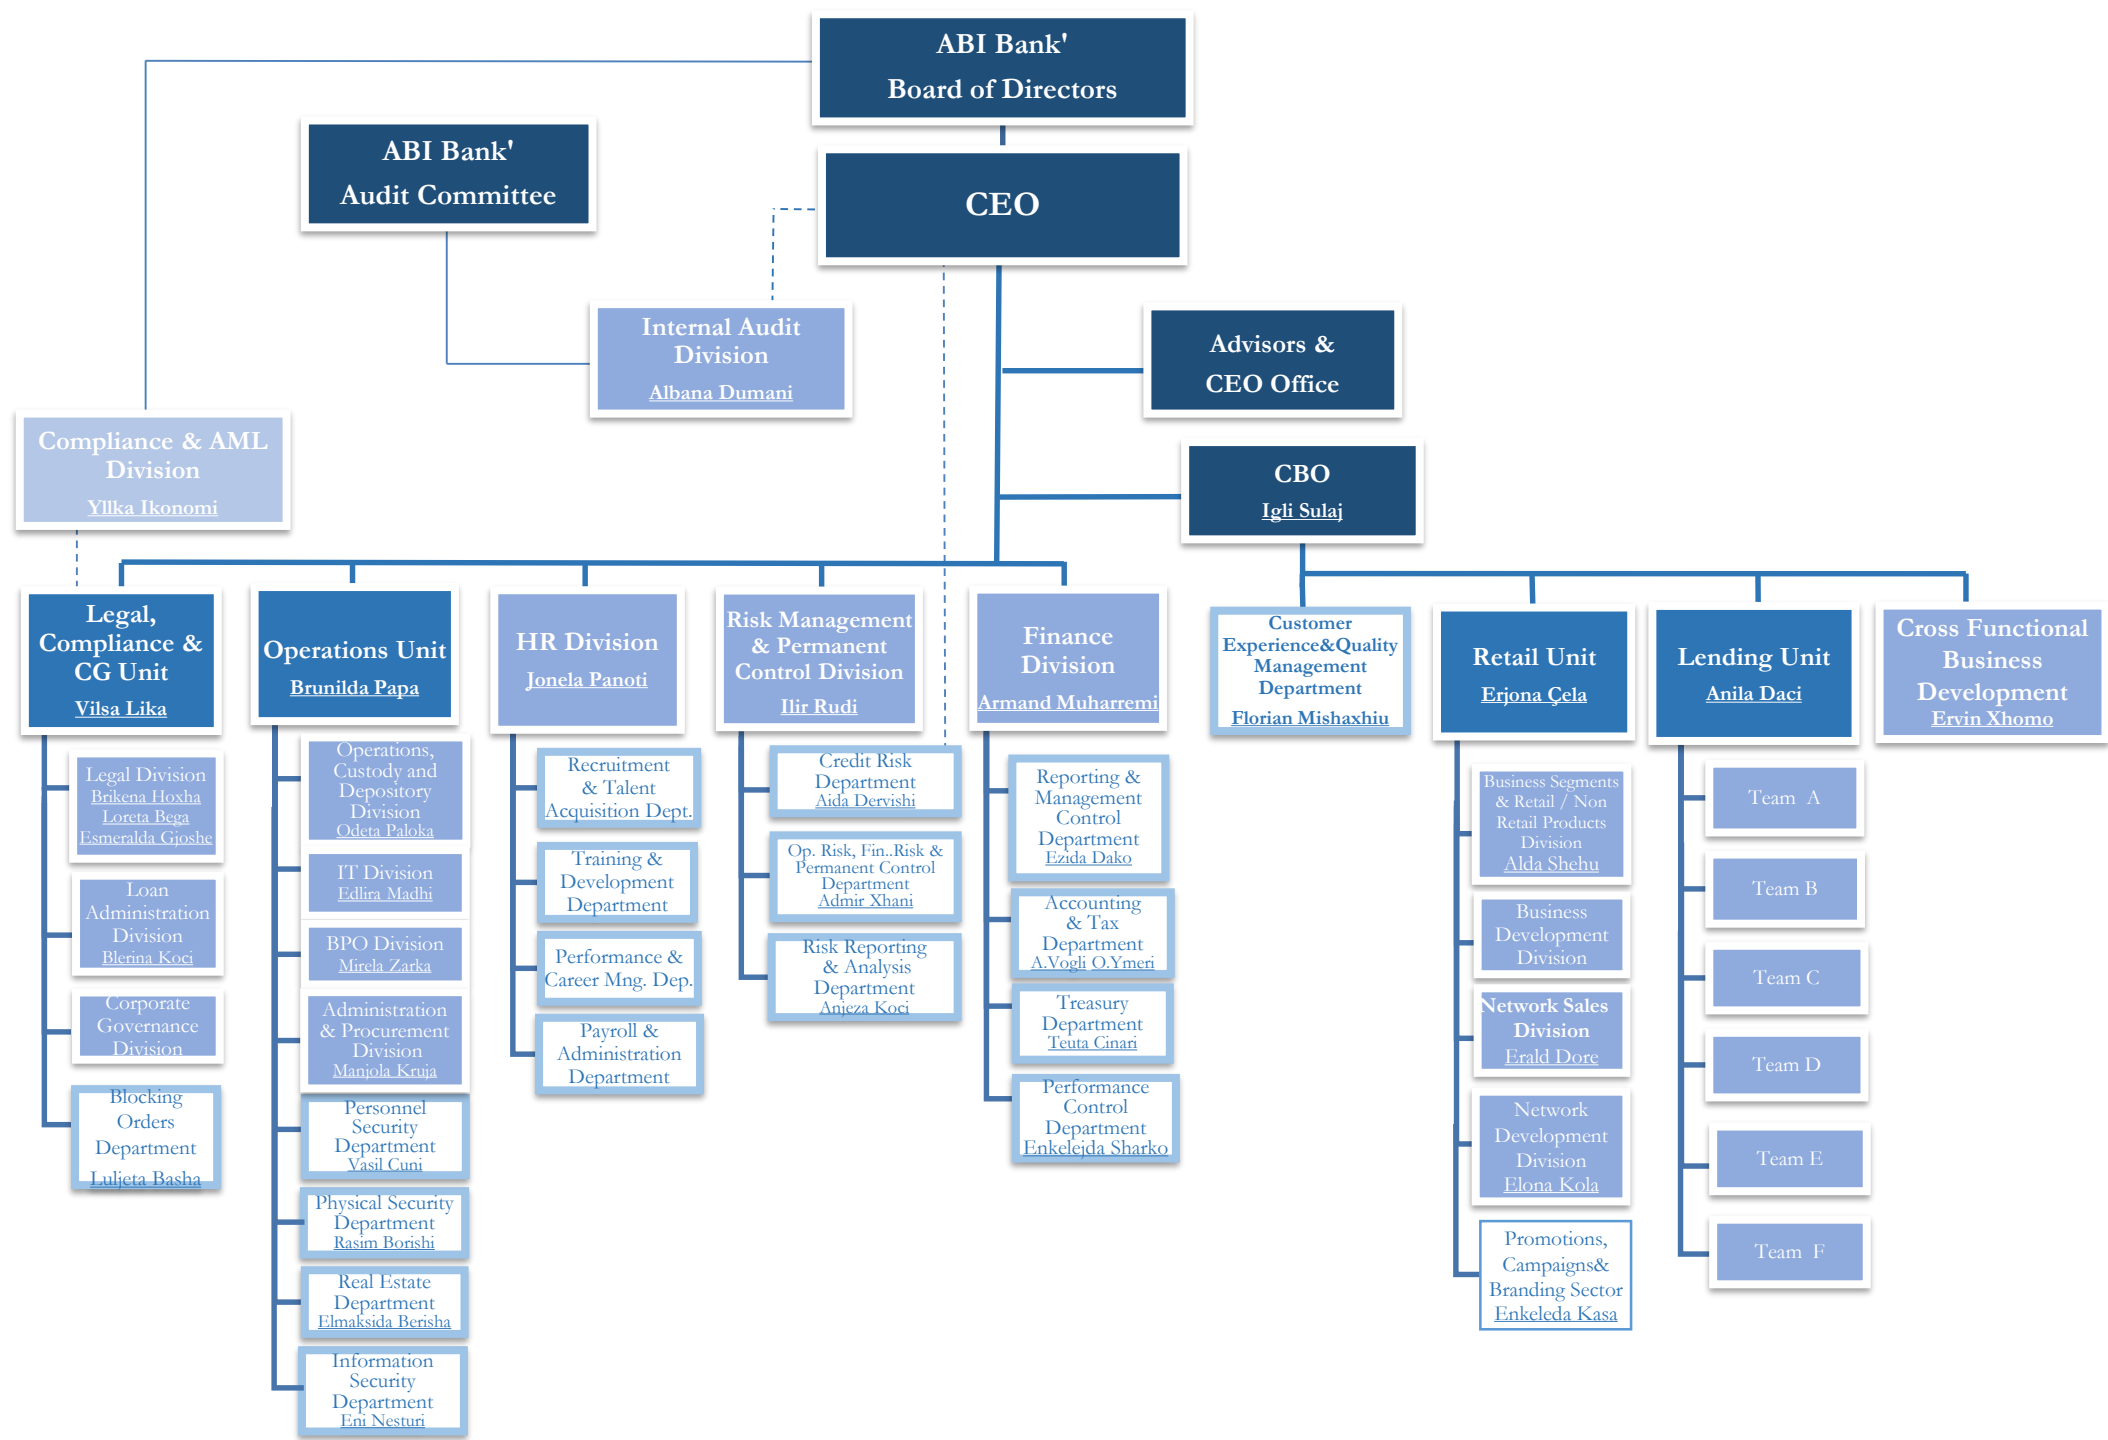 ABI Bank'
Board of Directors
ABI Bank'
Audit Committee
CEO
Internal Audit
Division
Albana Dumani
Advisors &
CEO Office
Compliance & AML
Division
Yllka Ikonomi
CBO
Igli Sulaj
Legal,
Compliance &
CG Unit
Vilsa Lika
Operations Unit
Brunilda Papa
HR Division
Jonela Panoti
Risk Management
& Permanent
Control Division
Ilir Rudi
Finance
Division
Armand Muharremi
Customer
Experience&Quality
Management
Department
Florian Mishaxhiu
Retail Unit
Erjona Çela
Lending Unit
Anila Daci
Cross Functional
Business
Development
Ervin Xhomo
Legal Division
Brikena Hoxha
Loreta Bega
Esmeralda Gjoshe
Loan
Administration
Division
Blerina Koci
Corporate
Governance
Division
Blocking
Orders
Department
Luljeta Basha
Operations,
Custody and
Depository
Division
Odeta Paloka
IT Division
Edlira Madhi
BPO Division
Mirela Zarka
Administration
& Procurement
Division
Manjola Kruja
Personnel
Security
Department
Vasil Cuni
Physical Security
Department
Rasim Borishi
Real Estate
Department
Elmaksida Berisha
Information
Security
Department
Eni Nesturi
Recruitment
& Talent
Acquisition Dept.
Training &
Development
Department
Performance &
Career Mng. Dep.
Payroll &
Administration
Department
Credit Risk
Department
Aida Dervishi
Op. Risk, Fin..Risk &
Permanent Control
Department
Admir Xhani
Risk Reporting
& Analysis
Department
Anjeza Koci
Reporting &
Management
Control
Department
Ezida Dako
Accounting
& Tax
Department
A.Vogli O.Ymeri
Treasury
Department
Teuta Cinari
Performance
Control
Department
Enkelejda Sharko
Business Segments
& Retail / Non
Retail Products
Division
Alda Shehu
Business
Development
Division
Network Sales
Division
Erald Dore
Network
Development
Division
Elona Kola
Promotions,
Campaigns&
Branding Sector
Enkeleda Kasa
Team A
Team B
Team C
Team D
Team E
Team F